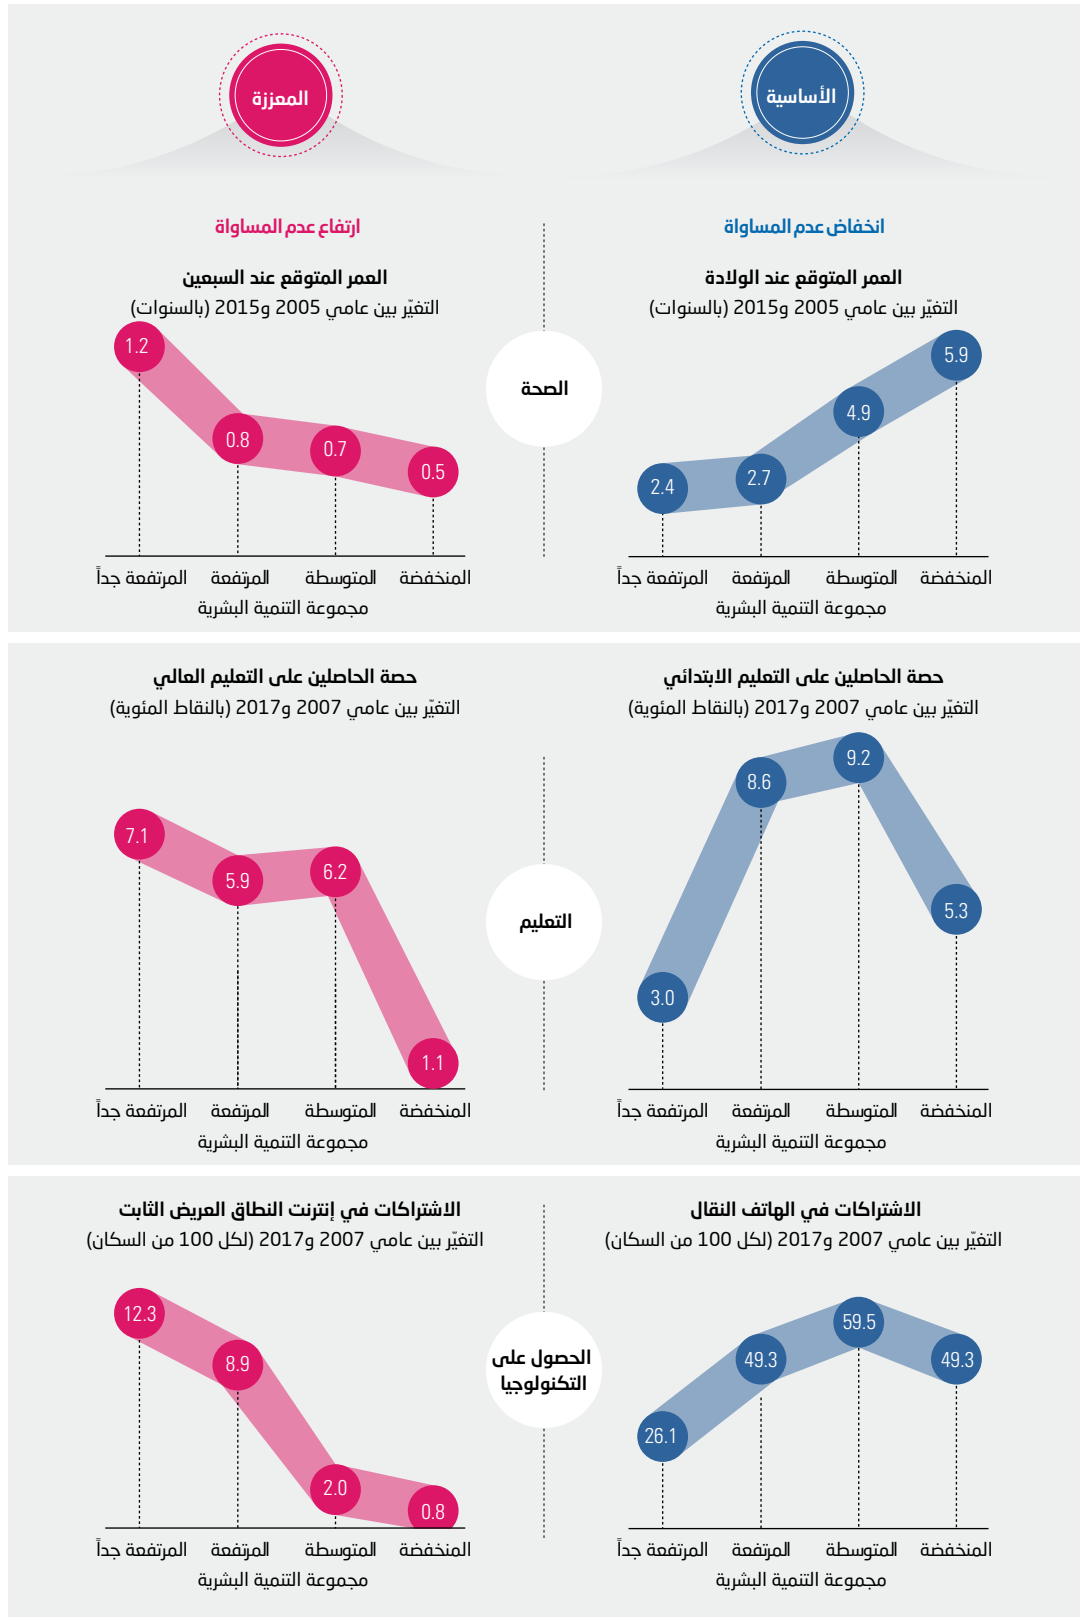 الأساسية
المعززة
انخفاض عدم المساواة
ارتفاع عدم المساواة
الصحة
العمر المتوقع عند الولادة
التغيّر بين عامي 2005 و2015 (بالسنوات)
5.9
4.9
2.7
2.4
المنخفضة المتوسطة المرتفعة المرتفعة جداً
مجموعة التنمية البشرية
العمر المتوقع عند السبعين
التغيّر بين عامي 2005 و2015 (بالسنوات)
0.5
0.7
0.8
1.2
المنخفضة المتوسطة المرتفعة المرتفعة جداً
مجموعة التنمية البشرية
التعليم
حصة الحاصلين على التعليم الابتدائي
التغيّر بين عامي 2007 و2017 (بالنقاط المئوية)
5.3
9.2
8.6
3.0
المنخفضة المتوسطة المرتفعة المرتفعة جداً
مجموعة التنمية البشرية
حصة الحاصلين على التعليم العالي
التغيّر بين عامي 2007 و2017 (بالنقاط المئوية)
1.1
6.2
5.9
7.1
المنخفضة المتوسطة المرتفعة المرتفعة جداً
مجموعة التنمية البشرية
الحصول على
التكنولوجيا
الاشتراكات في الهاتف النقال
التغيّر بين عامي 2007 و2017 (لكل 100 من السكان)
49.3
59.5
49.3
26.1
المنخفضة المتوسطة المرتفعة المرتفعة جداً
مجموعة التنمية البشرية
الاشتراكات في إنترنت النطاق العريض الثابت
التغيّر بين عامي 2007 و2017 (لكل 100 من السكان)
0.8
2.0
8.9
12.3
المنخفضة المتوسطة المرتفعة المرتفعة جداً
مجموعة التنمية البشرية